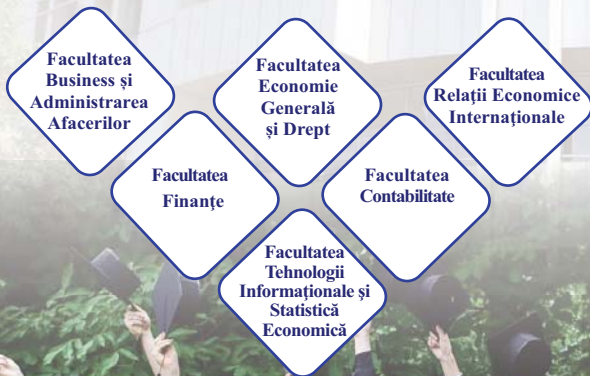 Facultatea
Business și
Administrarea
Afacerilor
Facultatea
Economie
Generală
și Drept
Facultatea
Relații Economice
Internaționale
Facultatea
Finanțe
Facultatea
Contabilitate
Facultatea
Tehnologii
Informaționale și
Statistică
Economică